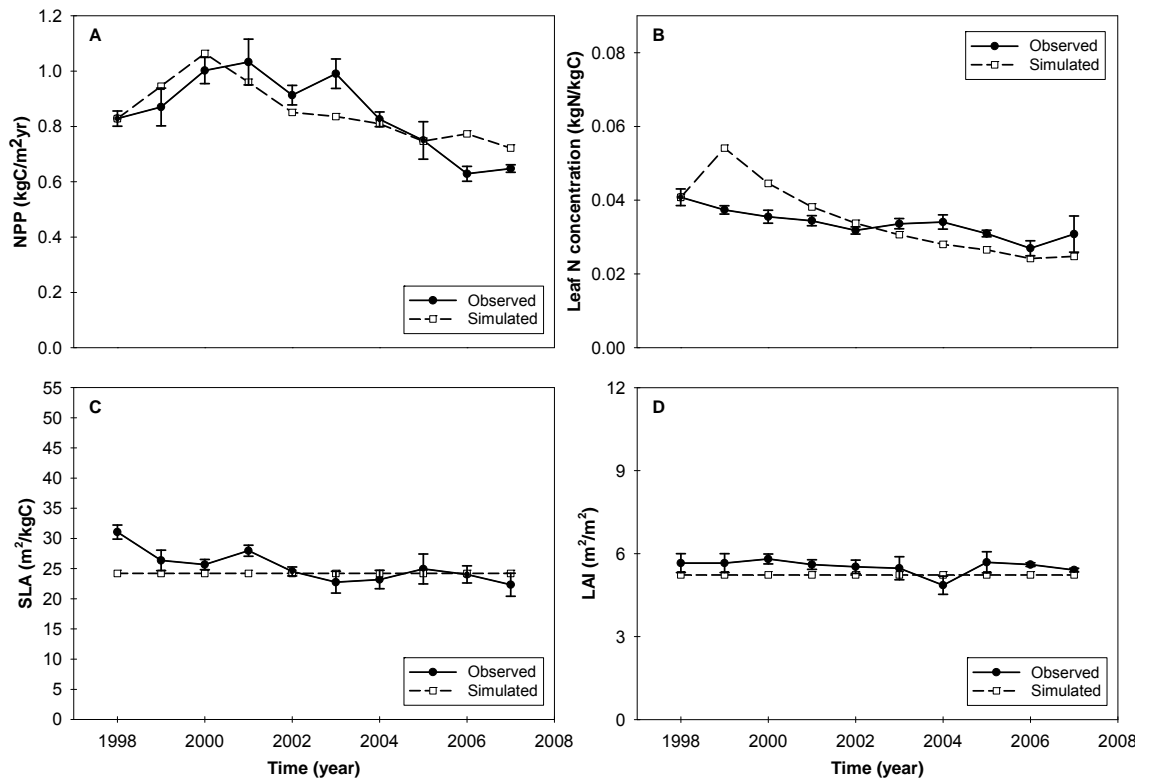 A
NPP (kgC/m²yr)
1.2
1.0
0.8
0.6
0.4
0.2
0.0
Observed
Simulated
B
Leaf N concentration (kgN/kgC)
0.08
0.06
0.04
0.02
0.00
Observed
Simulated
C
SLA (m²/kgC)
55
50
45
40
35
30
25
20
15
10
5
0
Observed
Simulated
1998 2000 2002 2004 2006 2008
Time (year)
D
LAI (m²/m²)
12
9
6
3
0
Observed
Simulated
1998 2000 2002 2004 2006 2008
Time (year)